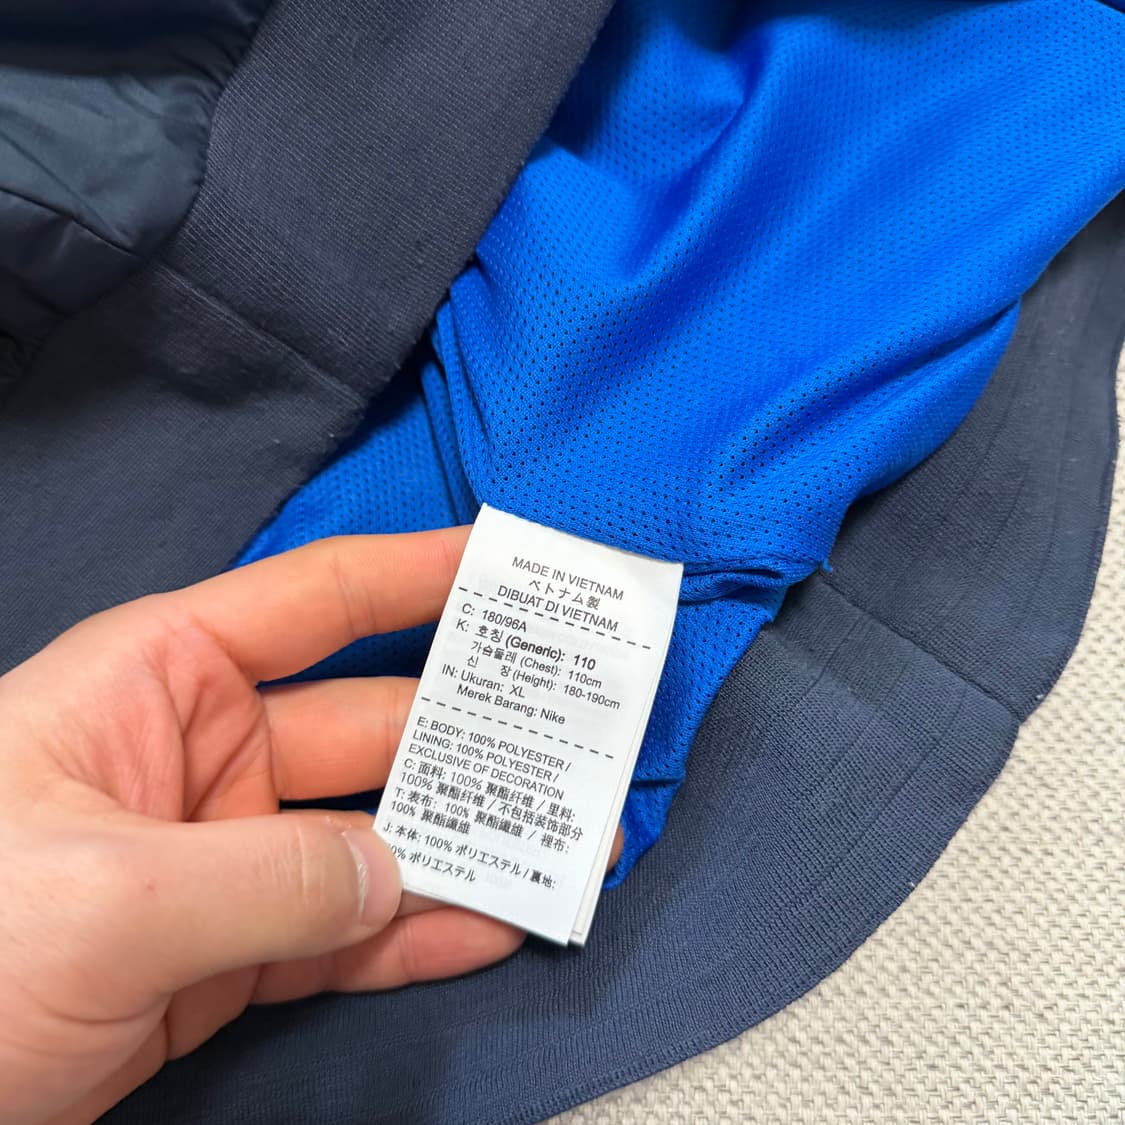 MADE IN VIETNAM
ベトナム製
DIBUAT DI VIETNAM
C: 180/96A
K: 호칭 (Generic): 110
가슴둘레 (Chest): 110cm
신 장 (Height): 180-190cm
IN: Ukuran: XL
Merek Barang: Nike
E: BODY: 100% POLYESTER /
LINING: 100% POLYESTER /
EXCLUSIVE OF DECORATION
C: 面料: 100% 聚酯纤维 / 里料:
100% 聚酯纤维 / 不包括装饰部分
T: 表布: 100% 聚酯纖維 / 裡布:
100% 聚酯纖維
J: 本体: 100% ポリエステル / 裏地:
0% ポリエステル